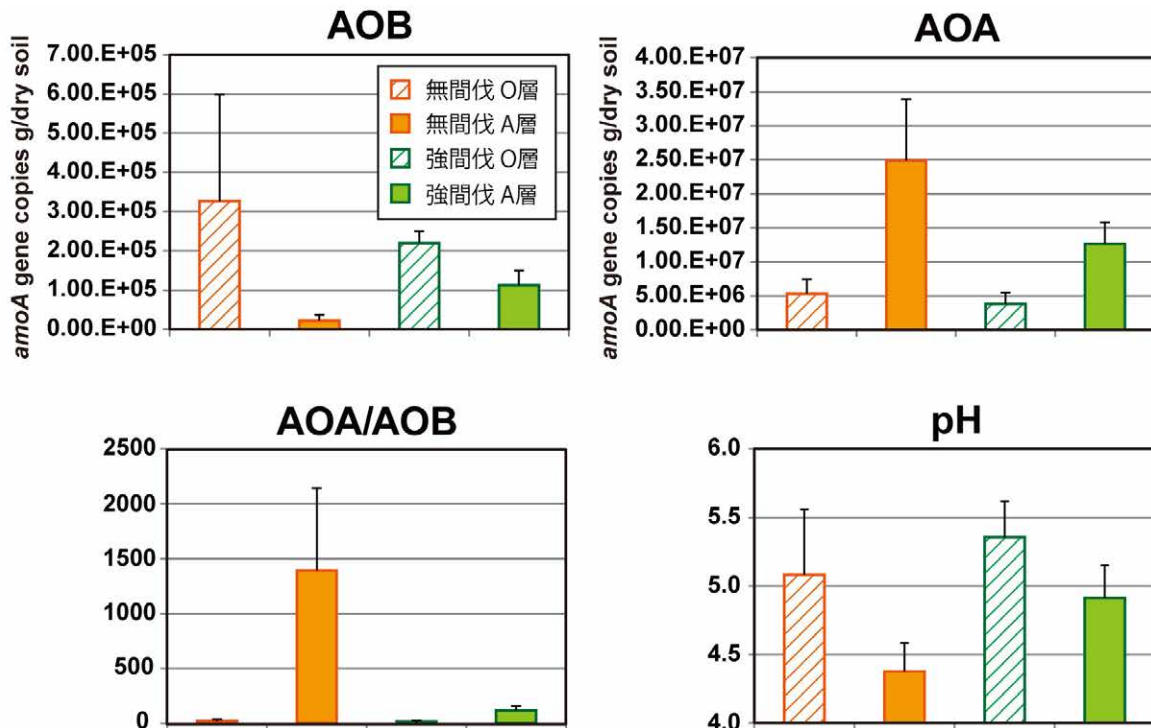 AOB
amoA gene copies g/dry soil
7.00.E+05
6.00.E+05
5.00.E+05
4.00.E+05
3.00.E+05
2.00.E+05
1.00.E+05
0.00.E+00
無間伐 O層
無間伐 A層
強間伐 O層
強間伐 A層
AOA
amoA gene copies g/dry soil
4.00.E+07
3.50.E+07
3.00.E+07
2.50.E+07
2.00.E+07
1.50.E+07
1.00.E+07
5.00.E+06
0.00.E+00
AOA/AOB
2500
2000
1500
1000
500
0
pH
6.0
5.5
5.0
4.5
4.0